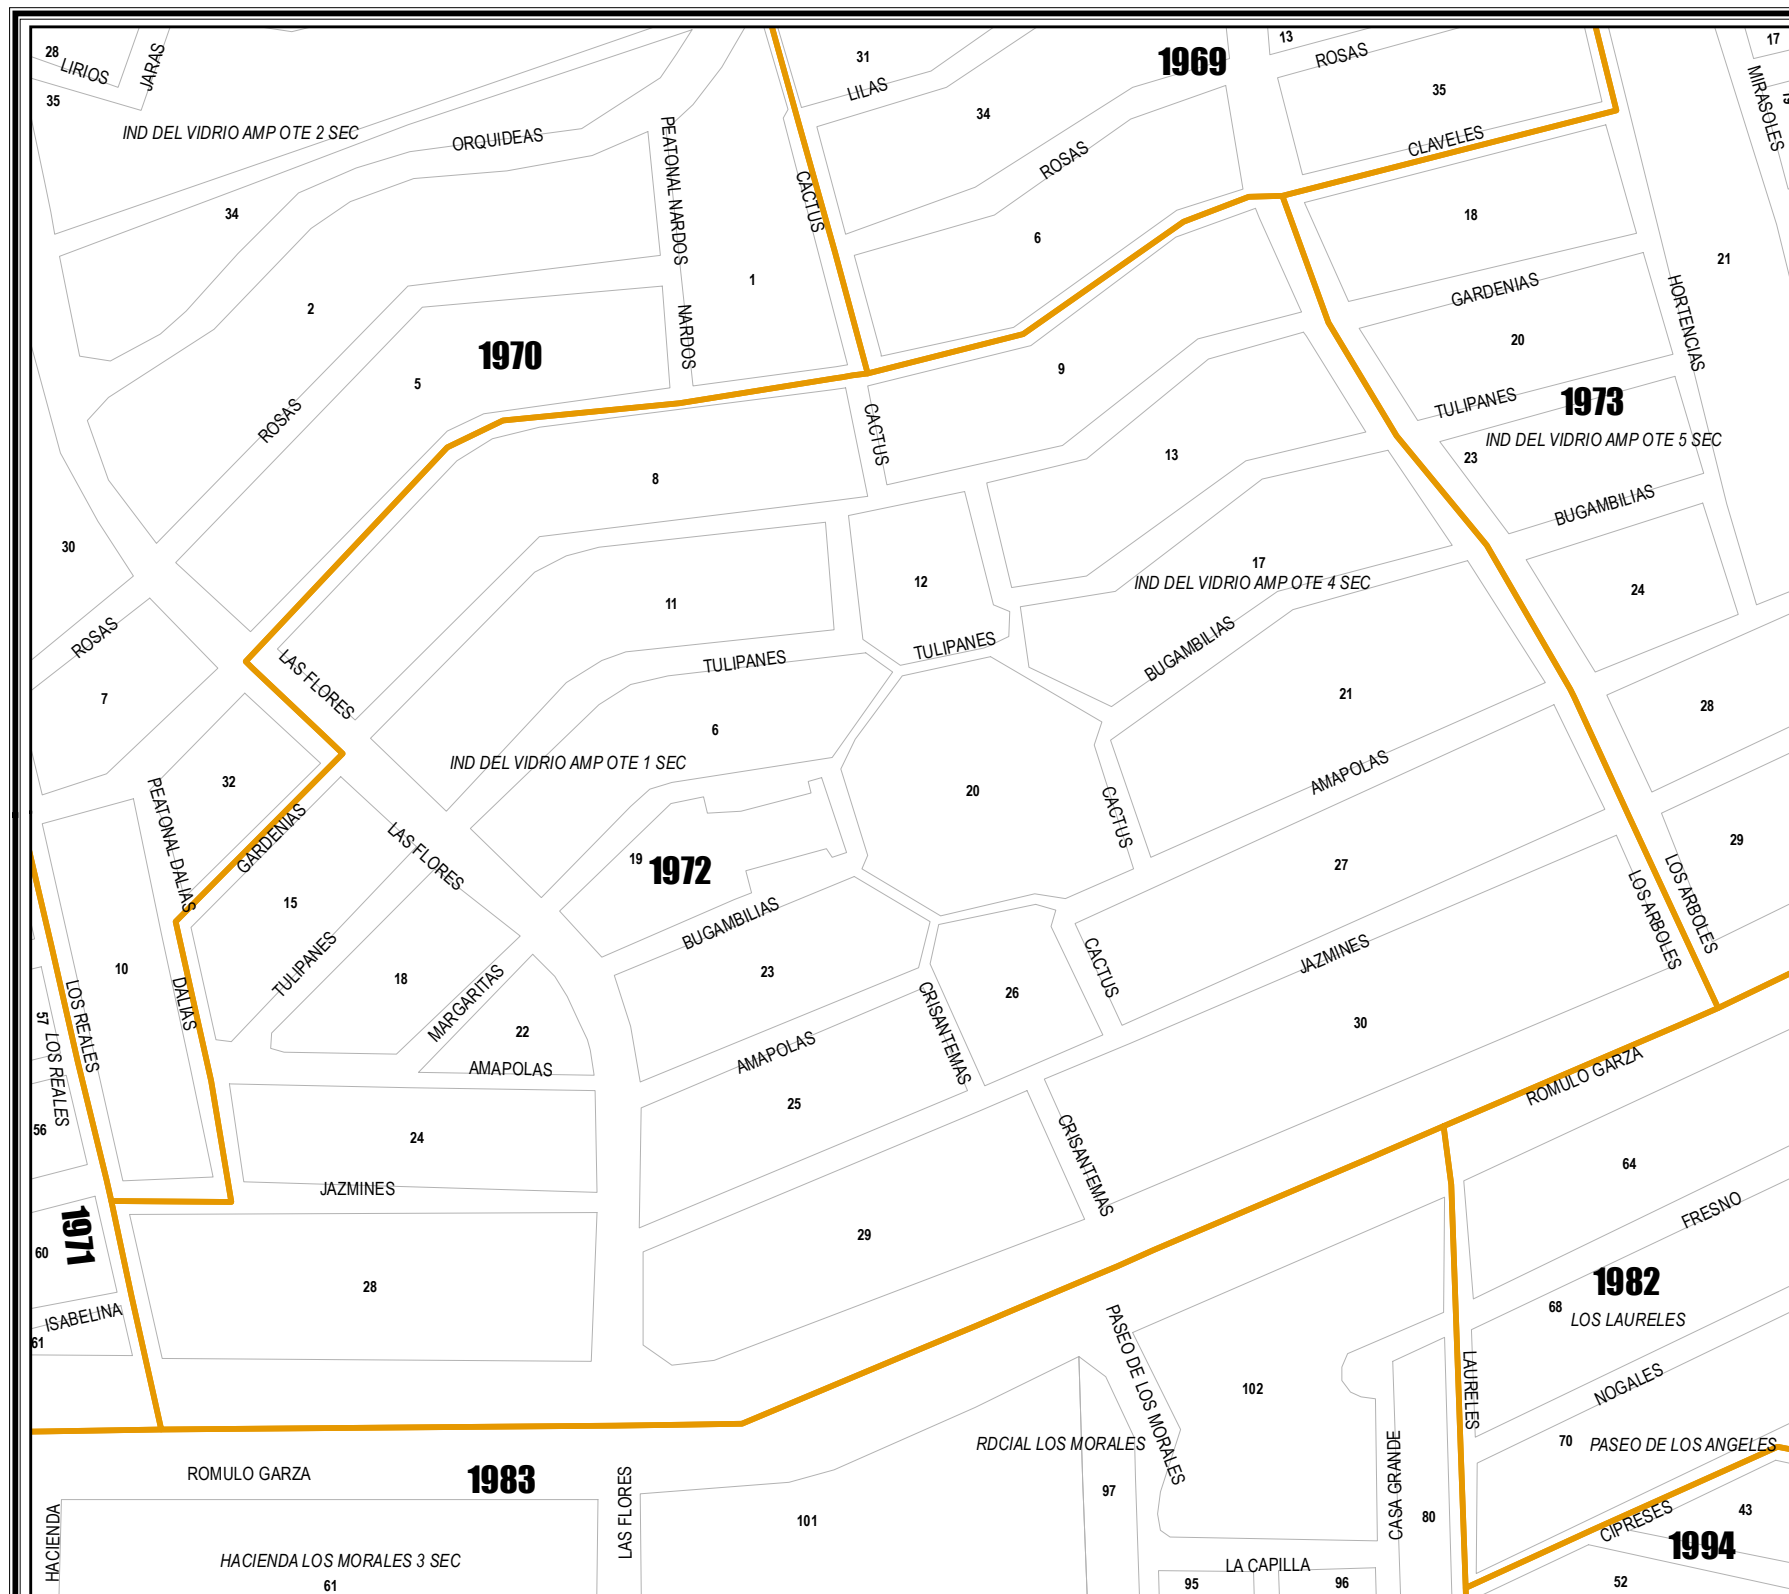 28
LIRIOS
JARAS
35
IND DEL VIDRIO AMP OTE 2 SEC
ORQUIDEAS
PEATONAL NARDOS
31
LILAS
34
1969
13
ROSAS
35
CLAVELES
17
MIRASOLES
CACTUS
ROSAS
34
2
1
6
18
21
GARDENIAS
HORTENCIAS
NARDOS
1970
5
ROSAS
9
20
TULIPANES
1973
IND DEL VIDRIO AMP OTE 5 SEC
CACTUS
8
13
23
BUGAMBILIAS
30
11
12
17
IND DEL VIDRIO AMP OTE 4 SEC
24
ROSAS
LAS FLORES
TULIPANES
TULIPANES
BUGAMBILIAS
7
6
21
28
IND DEL VIDRIO AMP OTE 1 SEC
32
PEATONAL DALIAS
GARDENIAS
LAS FLORES
20
CACTUS
AMAPOLAS
19
1972
27
29
LOS ARBOLES
LOS ARBOLES
15
BUGAMBILIAS
TULIPANES
10
18
MARGARITAS
23
CRISANTEMAS
26
CACTUS
JAZMINES
57
LOS REALES
LOS REALES
DALIAS
22
AMAPOLAS
AMAPOLAS
30
56
24
25
ROMULO GARZA
JAZMINES
CRISANTEMAS
64
1971
60
29
FRESNO
28
1982
68
LOS LAURELES
ISABELINA
61
PASEO DE LOS MORALES
102
LAURELES
NOGALES
RDCIAL LOS MORALES
70
PASEO DE LOS ANGELES
ROMULO GARZA
1983
LAS FLORES
97
CASA GRANDE
80
43
CIPRESES
1994
HACIENDA
101
HACIENDA LOS MORALES 3 SEC
61
LA CAPILLA
95
96
52